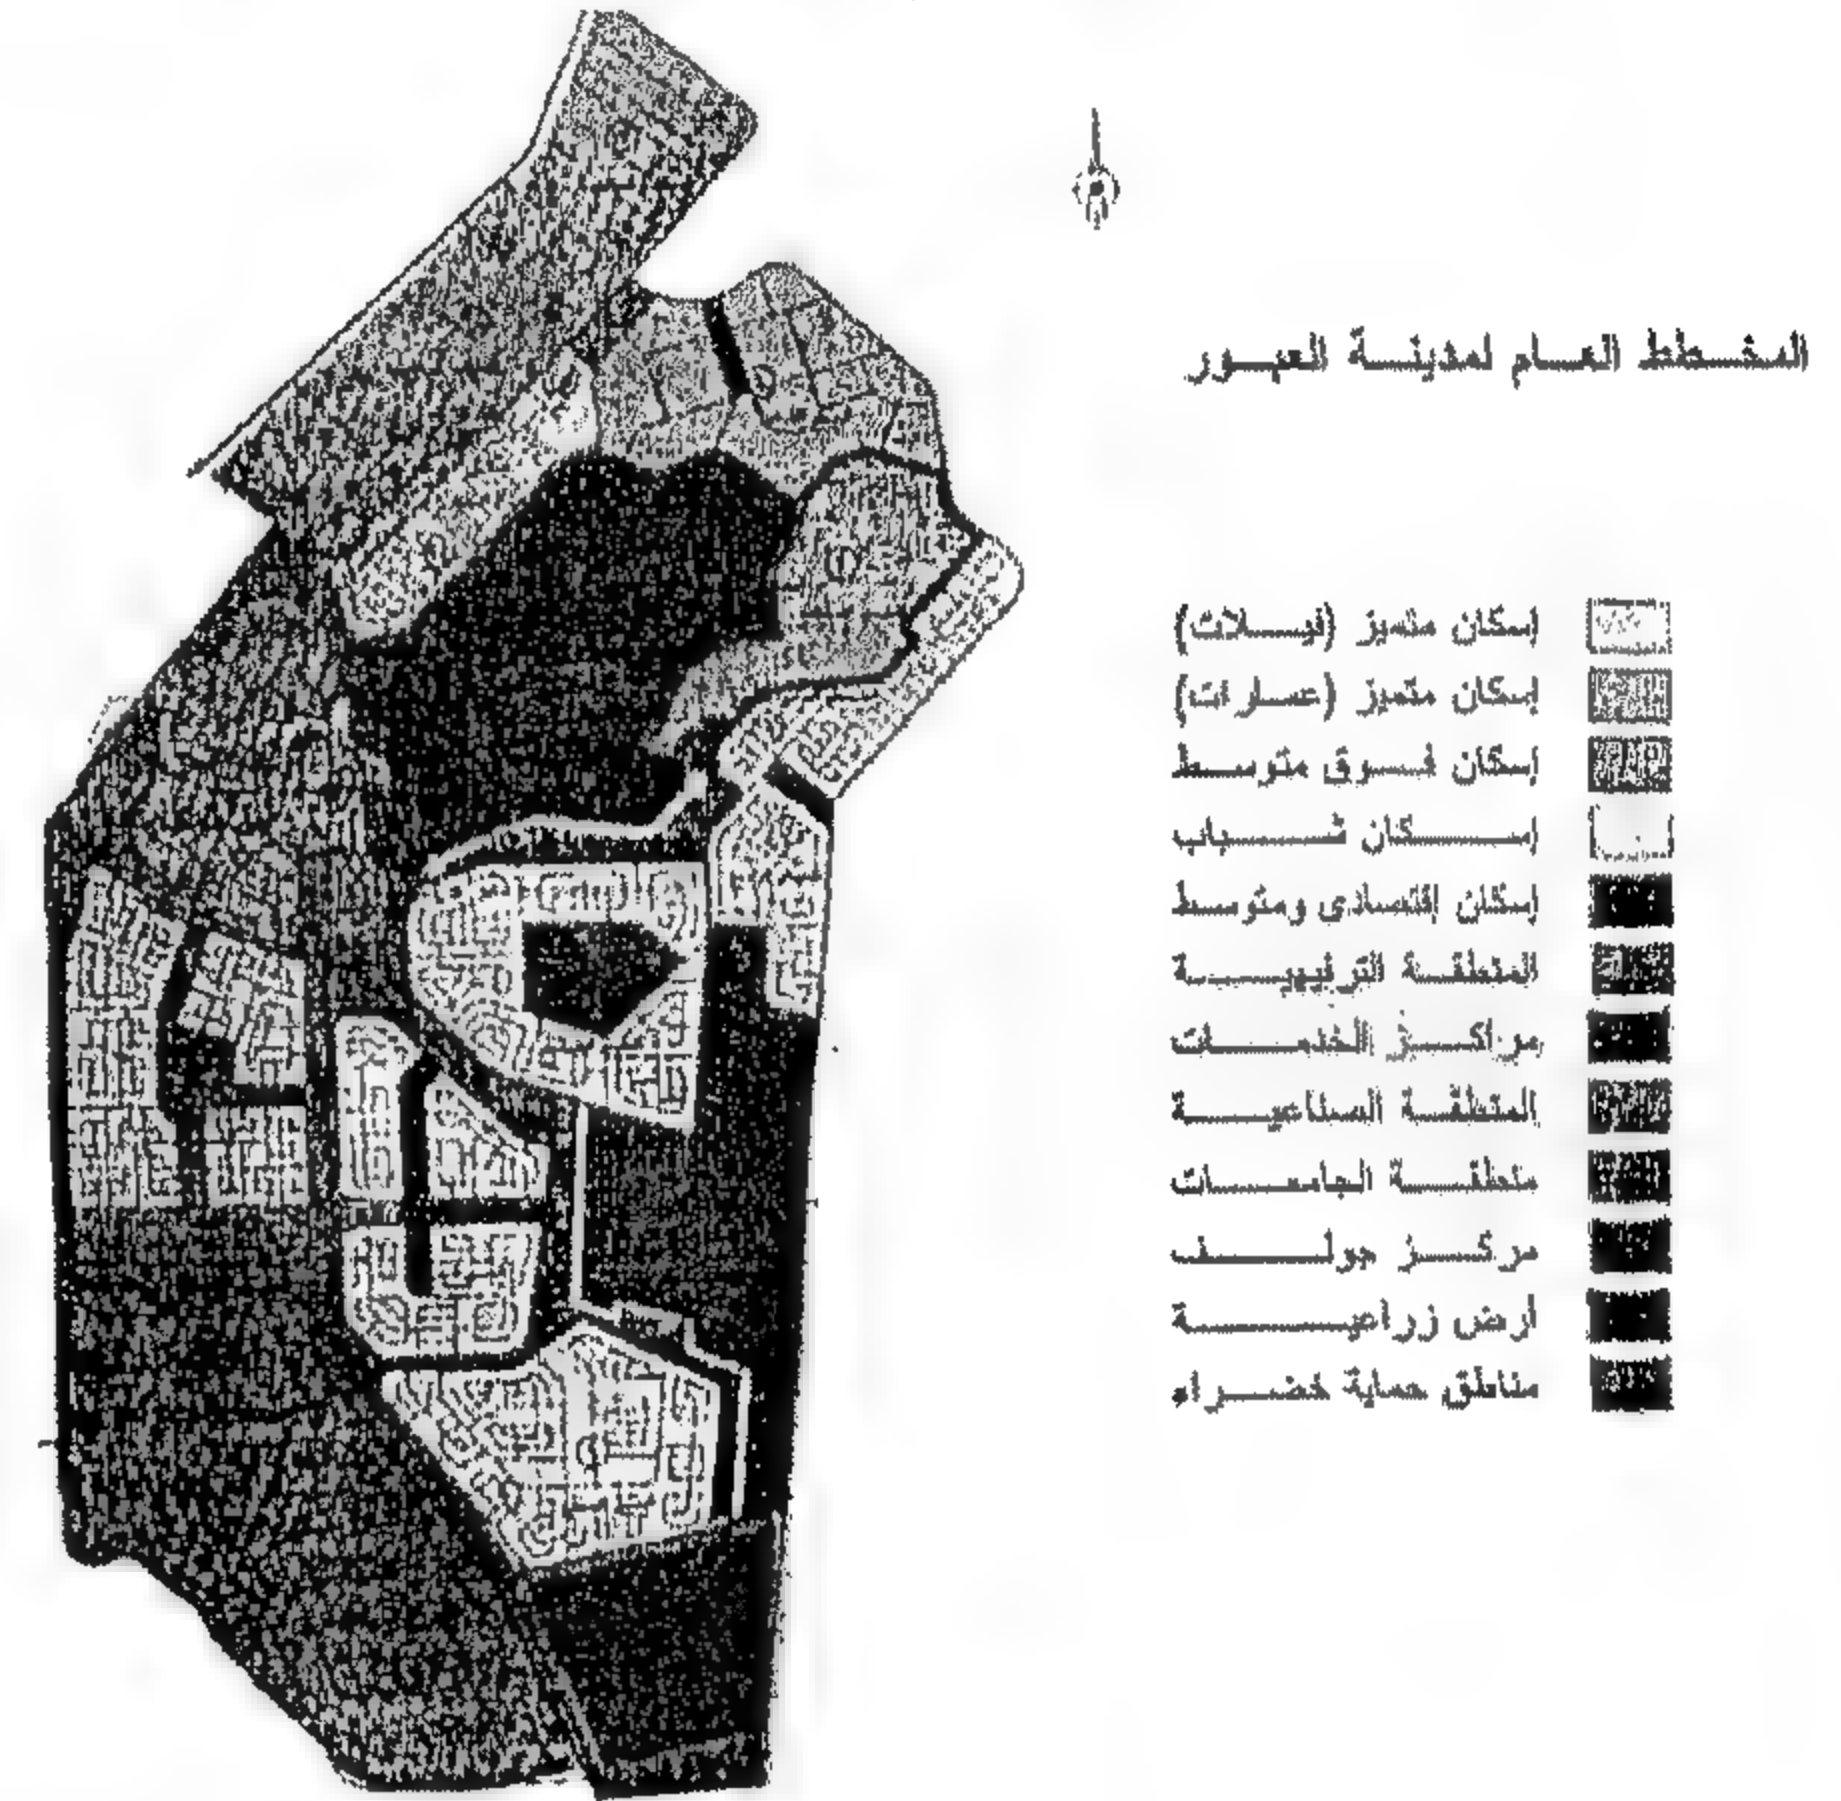 المخطط العام لمدينة العبور
إسكان متميز (فيلات)
إسكان متميز (عمارات)
إسكان فوق متوسط
إسكان شباب
إسكان إقتصادى ومتوسط
المنطقة الترفيهية
مراكز الخدمات
المنطقة الصناعية
منطقة الجامعات
مركز جولف
أرض زراعية
مناطق حماية خضراء